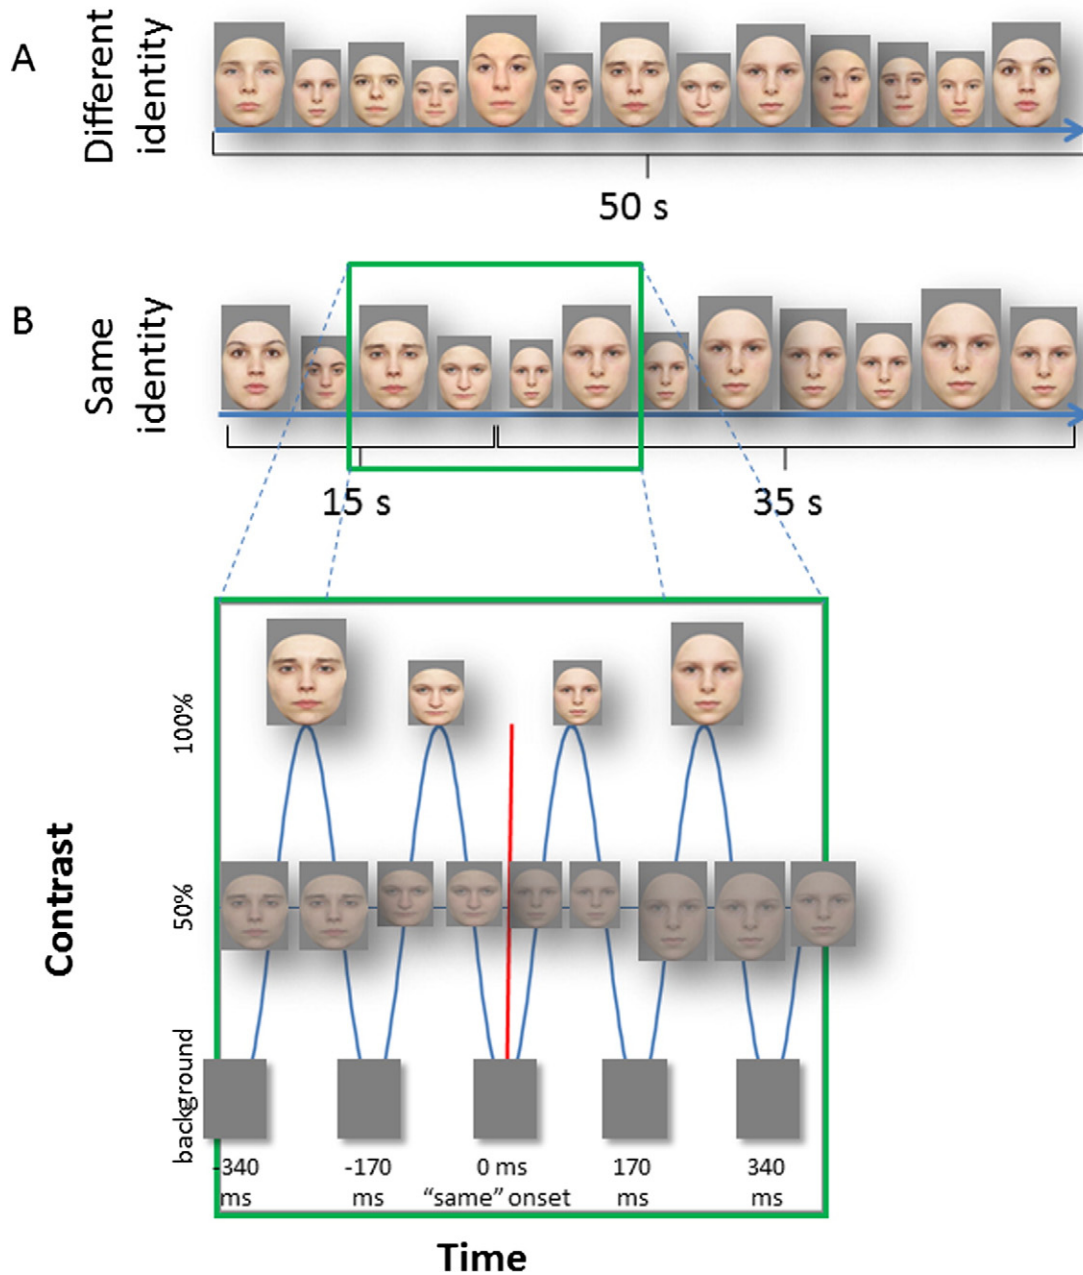 A
Different
identity
50 s
B
Same
identity
15 s
35 s
Contrast
100%
50%
background
-340
ms
-170
ms
0 ms
“same” onset
170
ms
340
ms
Time